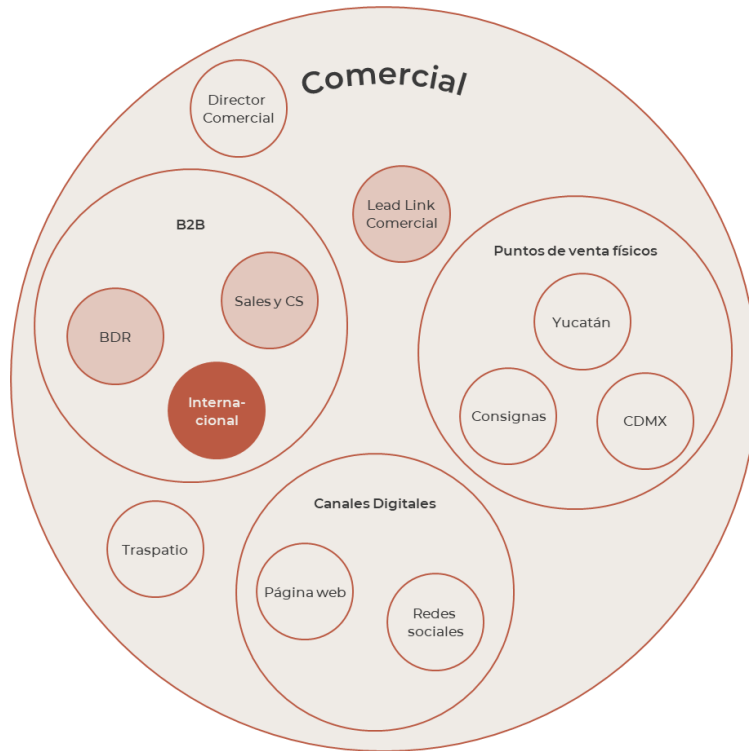 Comercial
Director
Comercial
Lead Link
Comercial
B2B
Sales y CS
BDR
Interna-
cional
Puntos de venta físicos
Yucatán
Consignas
CDMX
Canales Digitales
Traspatio
Página web
Redes
sociales